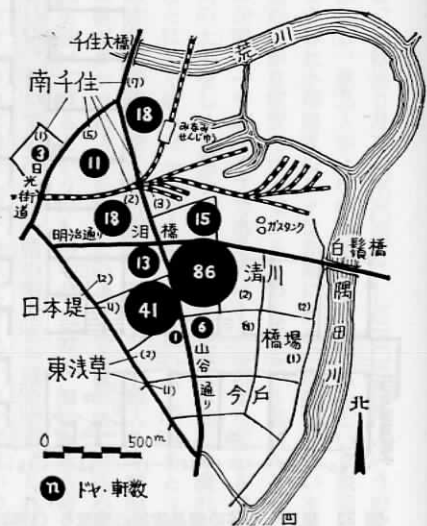 千住大橋
荒川
南千住
(7)
18
みなみせんじゅ
(1)
3
(5)
11
日光街道
(2)
(3)
18
15
ガスタンク
明治通り
泪橋
白鬚橋
13
86
清川
(2)
(2)
(2)
日本堤
(1)
41
隅田川
1
6
橋場
(1)
山谷通り
東浅草
(2)
(1)
今戸
北
0 500m
n ドヤ・軒数